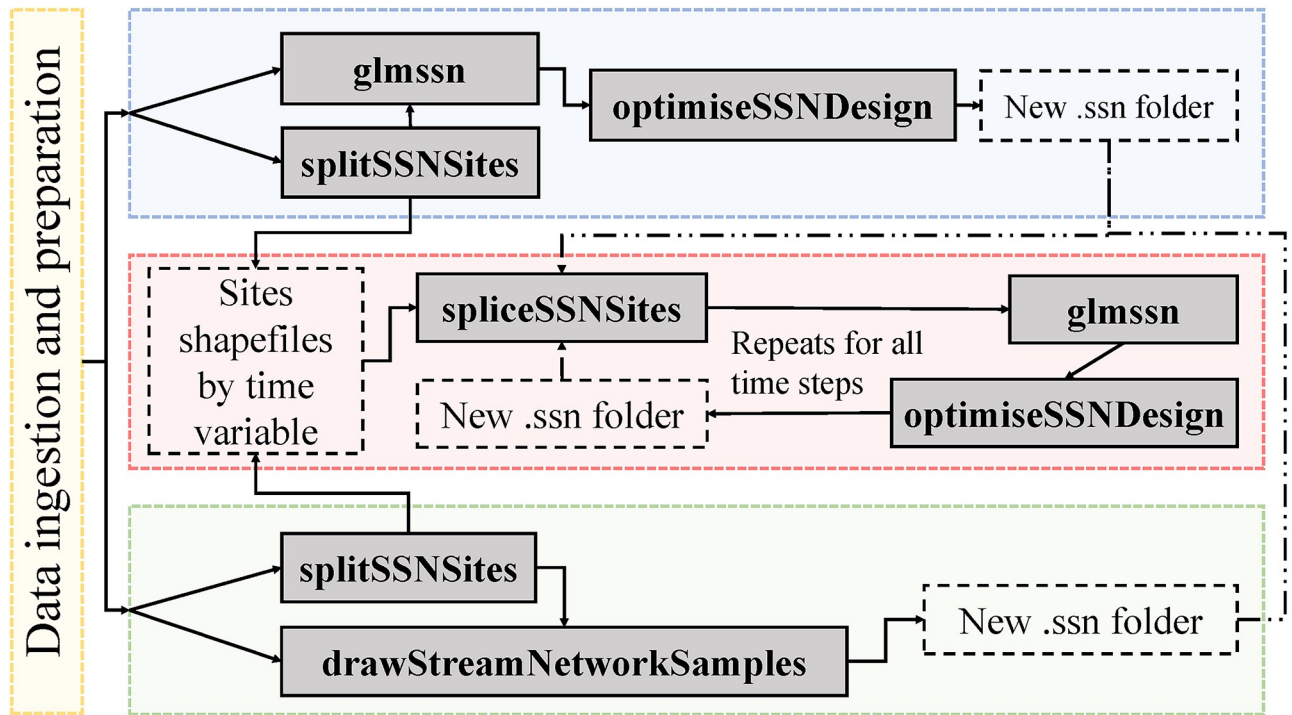 Data ingestion and preparation
glmssn
splitSSNSites
optimiseSSNDesign
New .ssn folder
Sites
shapefiles
by time
variable
spliceSSNSites
glmssn
Repeats for all
time steps
New .ssn folder
optimiseSSNDesign
splitSSNSites
drawStreamNetworkSamples
New .ssn folder